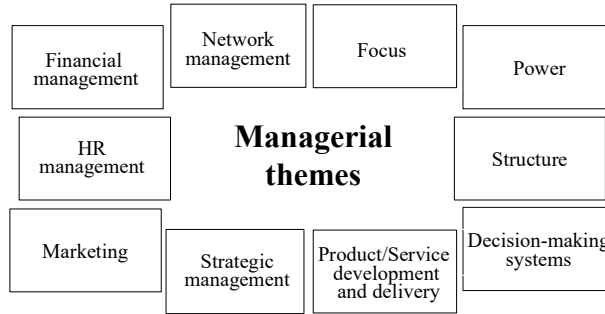 Financial
management
Network
management
Focus
Power
HR
management
Managerial
themes
Structure
Marketing
Strategic
management
Product/Service
development
and delivery
Decision-making
systems